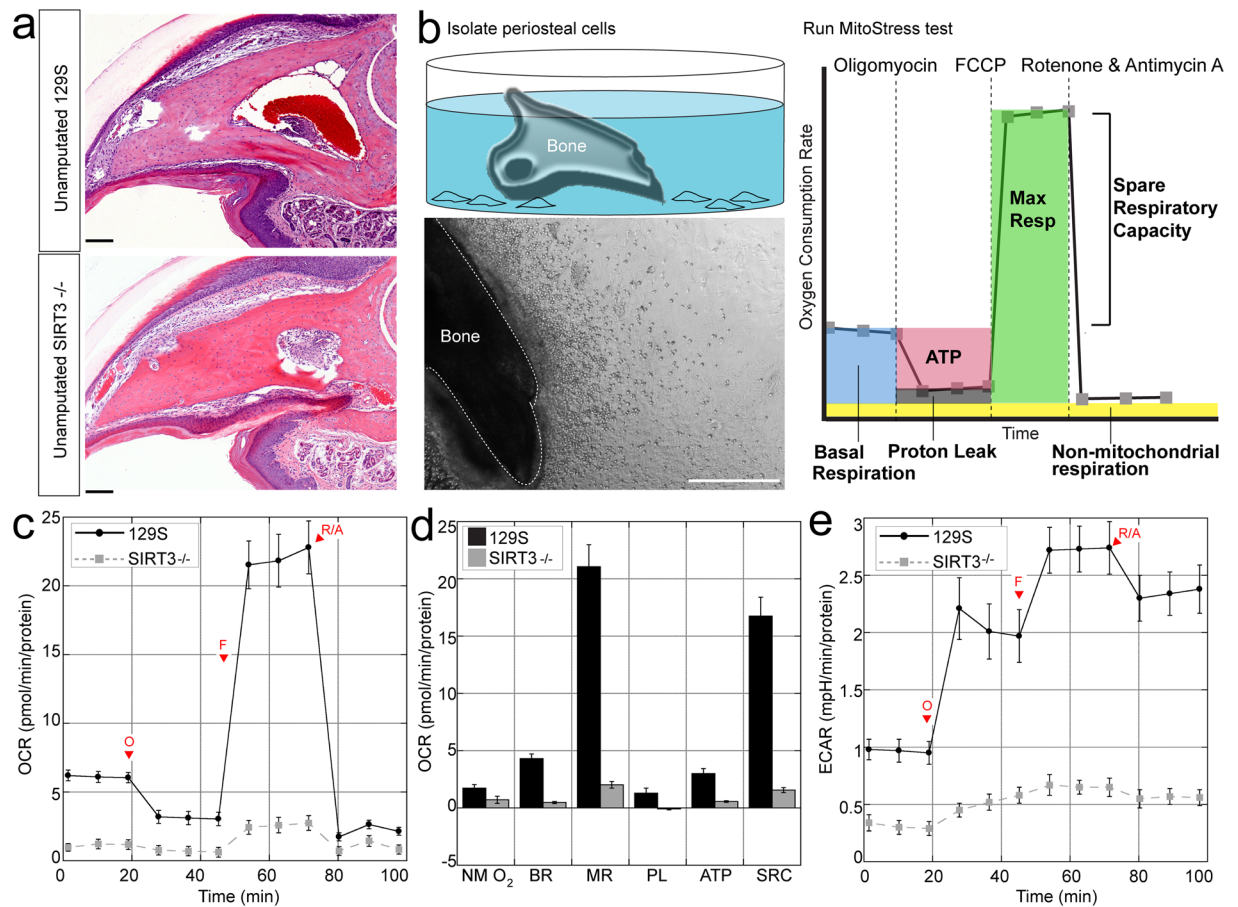 a
Unamputated 129S
Unamputated SIRT3 -/-
b Isolate periosteal cells
Bone
Bone
Run MitoStress test
Oligomyocin
FCCP
Rotenone & Antimycin A
Oxygen Consumption Rate
Max
Resp
Spare
Respiratory
Capacity
ATP
Time
Basal
Respiration
Proton Leak
Non-mitochondrial
respiration
c
129S
SIRT3-/-
R/A
F
O
OCR (pmol/min/protein)
25
20
15
10
5
0
0 20 40 60 80 100
Time (min)
d
129S
SIRT3-/-
OCR (pmol/min/protein)
25
20
15
10
5
0
-5
NM O2 BR MR PL ATP SRC
e
129S
SIRT3-/-
R/A
F
O
ECAR (mpH/min/protein)
3
2.5
2
1.5
1
0.5
0
0 20 40 60 80 100
Time (min)